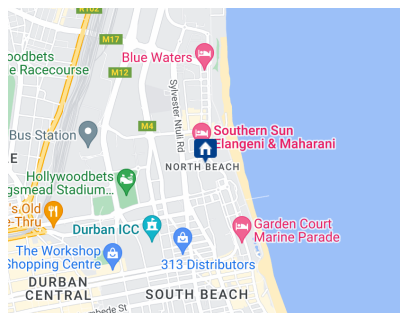 R102
M17
Blue Waters
oodbets
e Racecourse
M12
Sylvester Ntuli Rd
Bus Station
M4
Southern Sun
Elangeni & Maharani
E
NORTH BEACH
Hollywoodbets
gsmead Stadium...
's Old
e-Thru
Durban ICC
Garden Court
Marine Parade
The Workshop
Shopping Centre
313 Distributors
DURBAN
CENTRAL
SOUTH BEACH
mbede St